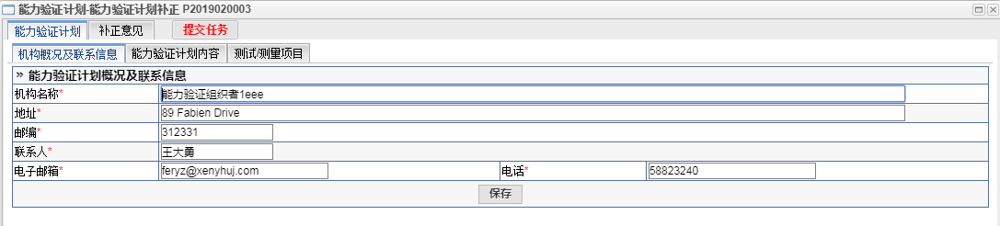 能力验证计划-能力验证计划补正 P2019020003
能力验证计划 补正意见 提交任务
机构概况及联系信息 能力验证计划内容 测试/测量项目
» 能力验证计划概况及联系信息
机构名称* 能力验证组织者1eee
地址* 89 Fabien Drive
邮编* 312331
联系人* 王大勇
电子邮箱* feryz@xenyhuj.com 电话* 58823240
保存